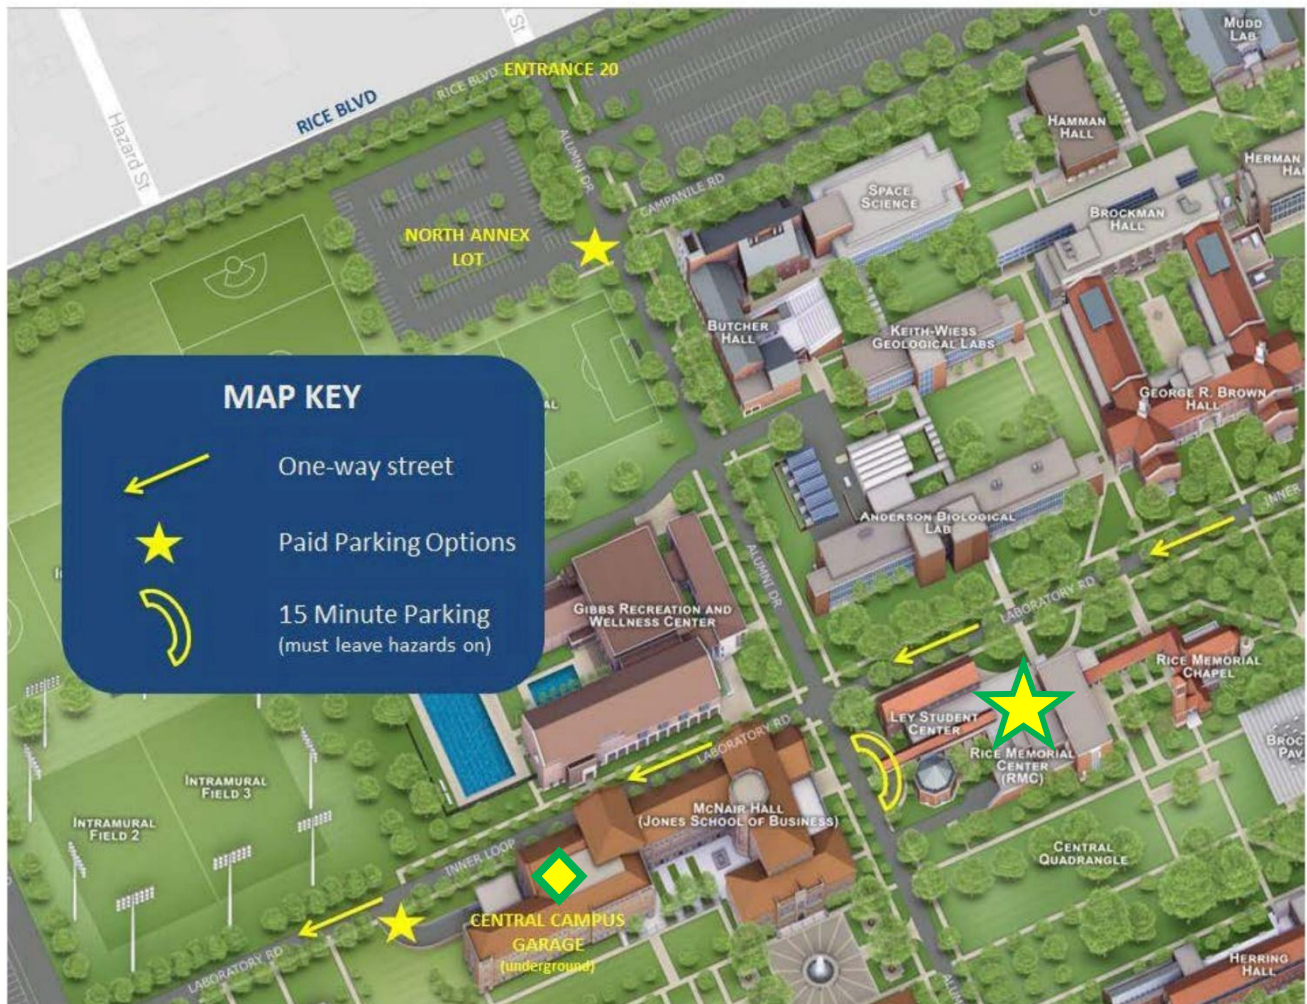 MUDD
LAB
ENTRANCE 20
RICE BLVD
RICE BLVD
Hazard St
ALUMNI DR
CAMPANILE RD
HAMMAN
HALL
SPACE
SCIENCE
BROCKMAN
HALL
HERMAN
NORTH ANNEX
LOT
BUTCHER
HALL
KEITH-WIESS
GEOLOGICAL LABS
GEORGE R. BROWN
HALL
MAP KEY
One-way street
Paid Parking Options
15 Minute Parking
(must leave hazards on)
ANDERSON BIOLOGICAL
LAB
INNER
LABORATORY RD
ALUMNI DR
GIBBS RECREATION AND
WELLNESS CENTER
RICE MEMORIAL
CHAPEL
LEY STUDENT
CENTER
RICE MEMORIAL
CENTER
(RMC)
LABORATORY RD
INTRAMURAL
FIELD 3
INTRAMURAL
FIELD 2
MCNAIR HALL
(JONES SCHOOL OF BUSINESS)
CENTRAL
QUADRANGLE
INNER LOOP
CENTRAL CAMPUS
GARAGE
(underground)
LABORATORY RD
HERRING
HALL